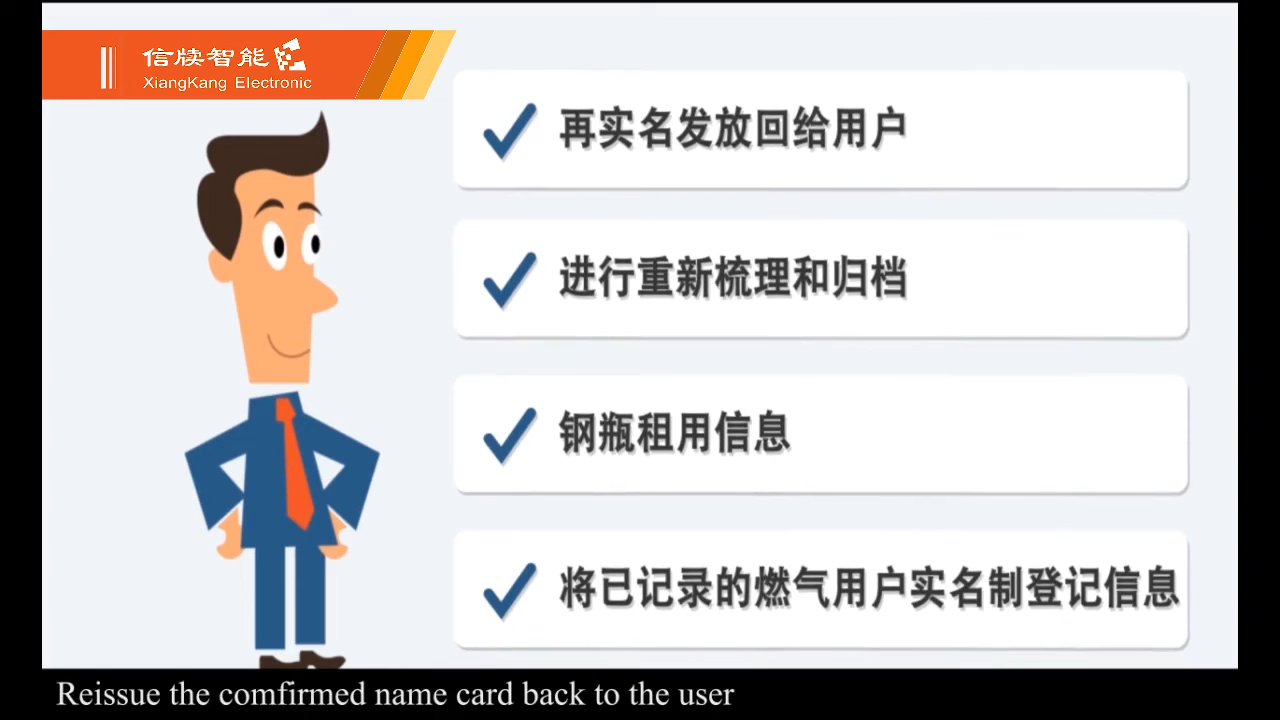 信牍智能
XiangKang Electronic
再实名发放回给用户
进行重新梳理和归档
钢瓶租用信息
将已记录的燃气用户实名制登记信息
Reissue the comfirmed name card back to the user